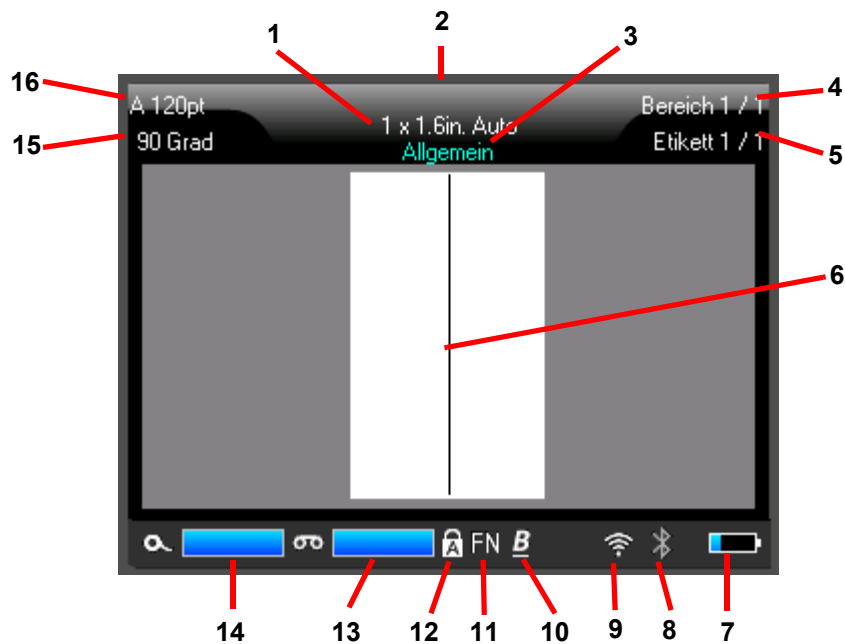 1
2
3
16
A 120pt
1 x 1.6in. Auto
Bereich 1 / 1
4
15
90 Grad
Allgemein
Etikett 1 / 1
5
6
A
FN
B
14
13
12
11
10
9
8
7